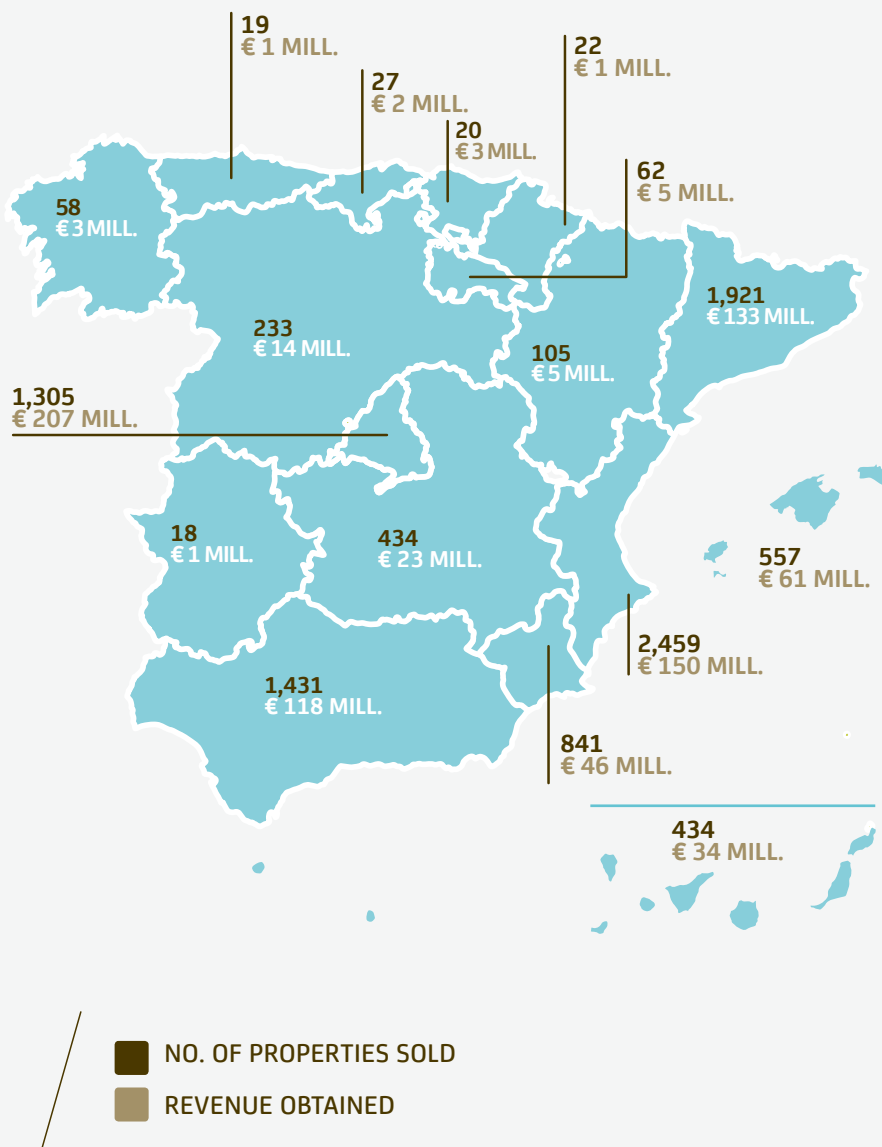 19
€ 1 MILL.
22
€ 1 MILL.
27
€ 2 MILL.
20
€ 3 MILL.
62
€ 5 MILL.
58
€ 3 MILL.
1,921
€ 133 MILL.
233
€ 14 MILL.
105
€ 5 MILL.
1,305
€ 207 MILL.
18
€ 1 MILL.
434
€ 23 MILL.
557
€ 61 MILL.
2,459
€ 150 MILL.
1,431
€ 118 MILL.
841
€ 46 MILL.
434
€ 34 MILL.
NO. OF PROPERTIES SOLD
REVENUE OBTAINED